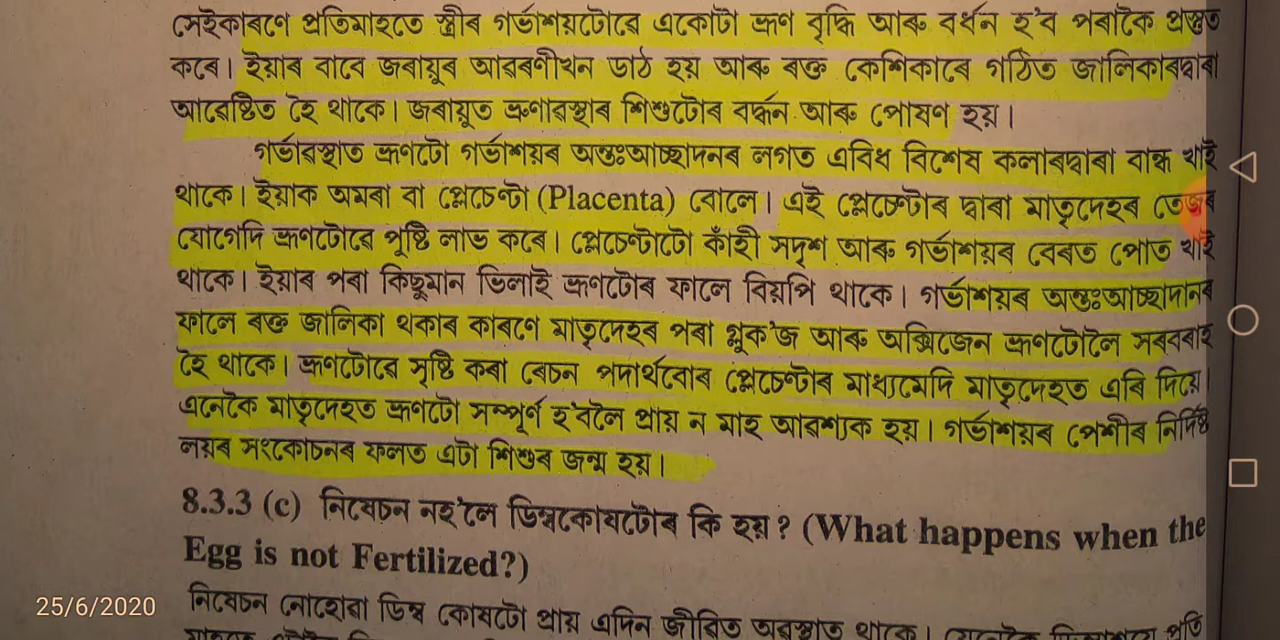 সেইকাৰণে প্ৰতিমাহতে স্ত্ৰীৰ গৰ্ভাশয়টোৱে একোটা ভ্ৰূণ বৃদ্ধি আৰু বৰ্ধন হ'ব পৰাকৈ প্ৰস্তুত
কৰে। ইয়াৰ বাবে জৰায়ুৰ আৱৰণীখন ডাঠ হয় আৰু ৰক্ত কেশিকাৰে গঠিত জালিকাৰদ্বাৰা
আৱেষ্টিত হৈ থাকে। জৰায়ুত ভ্ৰুণাৱস্থাৰ শিশুটোৰ বৰ্দ্ধন আৰু পোষণ হয়।
গৰ্ভাৱস্থাত ভ্ৰূণটো গৰ্ভাশয়ৰ অন্তঃআচ্ছাদনৰ লগত এবিধ বিশেষ কলাৰদ্বাৰা বান্ধ খাই
থাকে। ইয়াক অমৰা বা প্লেচেণ্টা (Placenta) বোলে। এই প্লেচেণ্টাৰ দ্বাৰা মাতৃদেহৰ তেজৰ
যোগেদি ভ্ৰূণটোৱে পুষ্টি লাভ কৰে। প্লেচেণ্টাটো কাঁহী সদৃশ আৰু গৰ্ভাশয়ৰ বেৰত পোত খাই
থাকে। ইয়াৰ পৰা কিছুমান ভিলাই ভ্ৰূণটোৰ ফালে বিয়পি থাকে। গৰ্ভাশয়ৰ অন্তঃআচ্ছাদানৰ
ফালে ৰক্ত জালিকা থকাৰ কাৰণে মাতৃদেহৰ পৰা গ্লুক'জ আৰু অক্সিজেন ভ্ৰূণটোলৈ সৰবৰাহ
হৈ থাকে। ভ্ৰূণটোৱে সৃষ্টি কৰা ৰেচন পদাৰ্থবোৰ প্লেচেণ্টাৰ মাধ্যমেদি মাতৃদেহত এৰি দিয়ে।
এনেকৈ মাতৃদেহত ভ্ৰূণটো সম্পূৰ্ণ হ'বলৈ প্ৰায় ন মাহ আৱশ্যক হয়। গৰ্ভাশয়ৰ পেশীৰ নিৰ্দিষ্ট
লয়ৰ সংকোচনৰ ফলত এটা শিশুৰ জন্ম হয়।
8.3.3 (c) নিষেচন নহ'লে ডিম্বকোষটোৰ কি হয়? (What happens when the
Egg is not Fertilized?)
নিষেচন নোহোৱা ডিম্ব কোষটো প্ৰায় এদিন জীৱিত অৱস্থাত থাকে।
25/6/2020